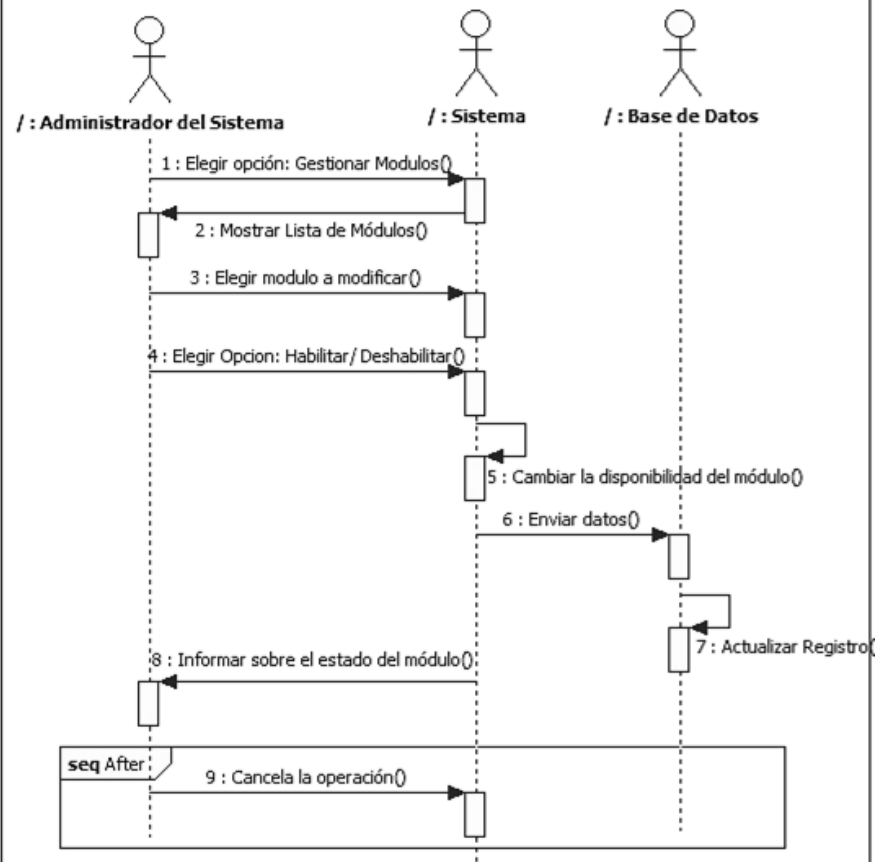 / : Administrador del Sistema
/ : Sistema
/ : Base de Datos
1 : Elegir opción: Gestionar Modulos()
2 : Mostrar Lista de Módulos()
3 : Elegir modulo a modificar()
4 : Elegir Opcion: Habilitar/ Deshabilitar()
5 : Cambiar la disponibilidad del módulo()
6 : Enviar datos()
7 : Actualizar Registro(
8 : Informar sobre el estado del módulo()
seq After
9 : Cancela la operación()